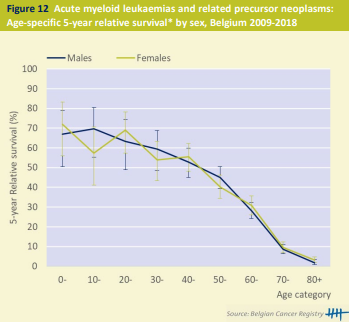 Figure 12 Acute myeloid leukaemias and related precursor neoplasms:
Age-specific 5-year relative survival* by sex, Belgium 2009-2018
Males Females
5-year Relative survival (%)
100
90
80
70
60
50
40
30
20
10
0
0- 10- 20- 30- 40- 50- 60- 70- 80+
Age category
Source: Belgian Cancer Registry